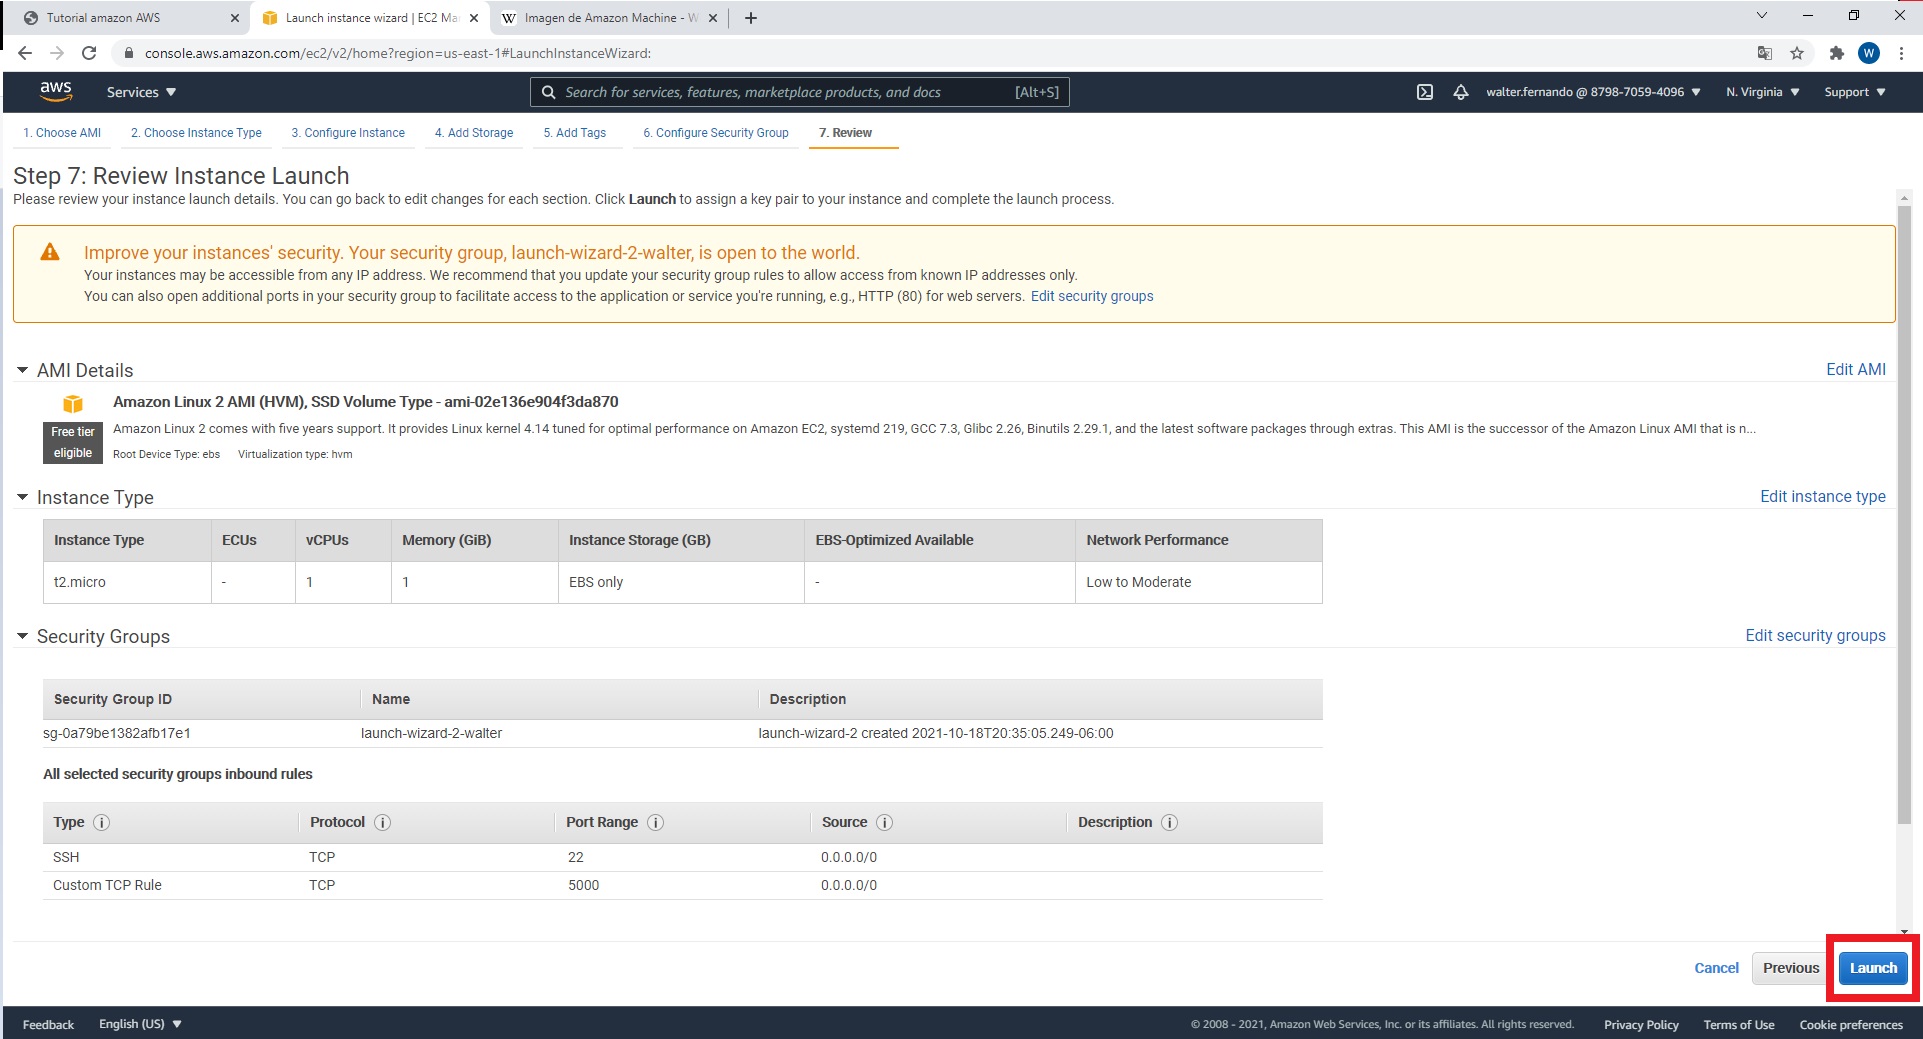 Tutorial amazon AWS
Launch instance wizard | EC2 Ma
Imagen de Amazon Machine - W
console.aws.amazon.com/ec2/v2/home?region=us-east-1#LaunchInstanceWizard:
W
aws
Services
Search for services, features, marketplace products, and docs [Alt+S]
walter.fernando @ 8798-7059-4096
N. Virginia
Support
1. Choose AMI 2. Choose Instance Type 3. Configure Instance 4. Add Storage 5. Add Tags 6. Configure Security Group 7. Review
Step 7: Review Instance Launch
Please review your instance launch details. You can go back to edit changes for each section. Click Launch to assign a key pair to your instance and complete the launch process.
Improve your instances' security. Your security group, launch-wizard-2-walter, is open to the world.
Your instances may be accessible from any IP address. We recommend that you update your security group rules to allow access from known IP addresses only.
You can also open additional ports in your security group to facilitate access to the application or service you're running, e.g., HTTP (80) for web servers. Edit security groups
AMI Details Edit AMI
Amazon Linux 2 AMI (HVM), SSD Volume Type - ami-02e136e904f3da870
Free tier eligible
Amazon Linux 2 comes with five years support. It provides Linux kernel 4.14 tuned for optimal performance on Amazon EC2, systemd 219, GCC 7.3, Glibc 2.26, Binutils 2.29.1, and the latest software packages through extras. This AMI is the successor of the Amazon Linux AMI that is n...
Root Device Type: ebs Virtualization type: hvm
Instance Type Edit instance type
Instance Type ECUs vCPUs Memory (GiB) Instance Storage (GB) EBS-Optimized Available Network Performance
t2.micro - 1 1 EBS only - Low to Moderate
Security Groups Edit security groups
Security Group ID Name Description
sg-0a79be1382afb17e1 launch-wizard-2-walter launch-wizard-2 created 2021-10-18T20:35:05.249-06:00
All selected security groups inbound rules
Type Protocol Port Range Source Description
SSH TCP 22 0.0.0.0/0
Custom TCP Rule TCP 5000 0.0.0.0/0
Cancel Previous Launch
Feedback English (US) © 2008 - 2021, Amazon Web Services, Inc. or its affiliates. All rights reserved. Privacy Policy Terms of Use Cookie preferences